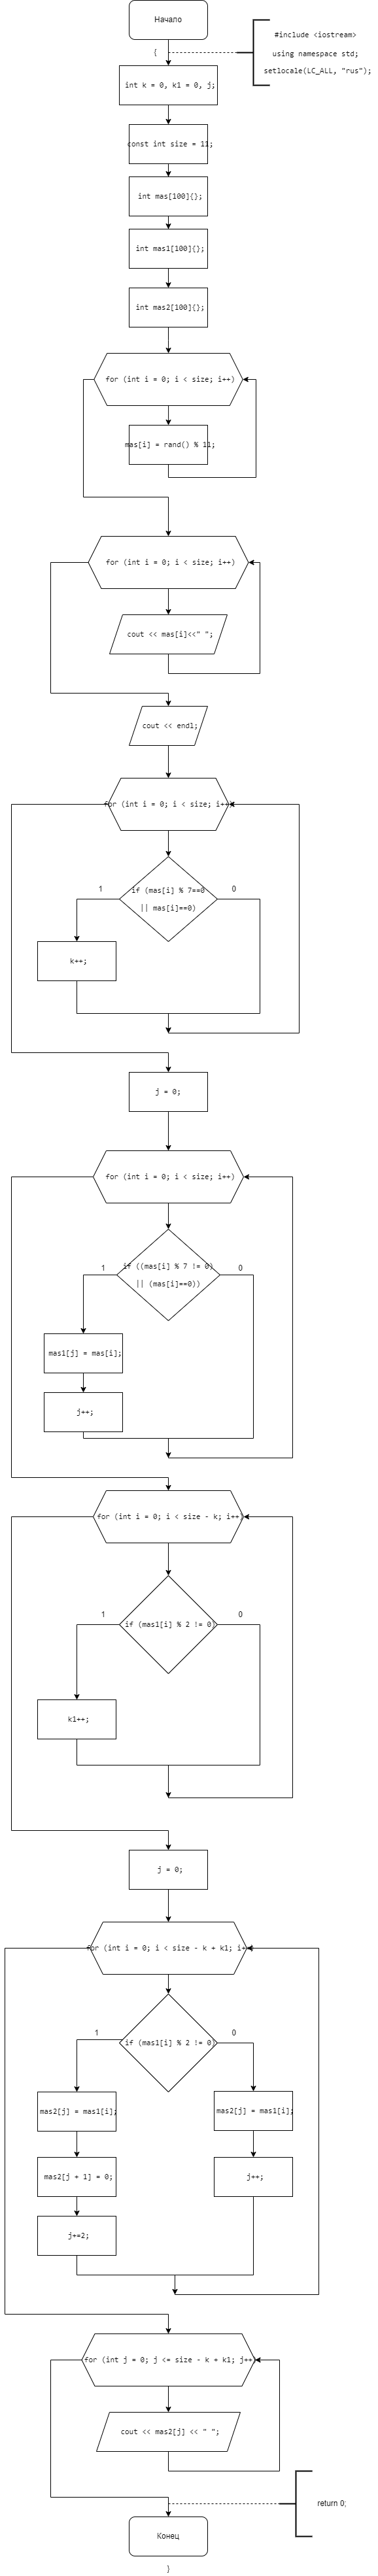 Начало
#include <iostream>
{
using namespace std;
setlocale(LC_ALL, "rus");
int k = 0, k1 = 0, j;
const int size = 11;
int mas[100]{};
int mas1[100]{};
int mas2[100]{};
for (int i = 0; i < size; i++)
mas[i] = rand() % 11;
for (int i = 0; i < size; i++)
cout << mas[i]<<" ";
cout << endl;
for (int i = 0; i < size; i++)
1
if (mas[i] % 7==0
0
|| mas[i]==0)
k++;
j = 0;
for (int i = 0; i < size; i++)
1
if ((mas[i] % 7 != 0)
0
|| (mas[i]==0))
mas1[j] = mas[i];
j++;
for (int i = 0; i < size - k; i++)
1
0
if (mas1[i] % 2 != 0)
k1++;
j = 0;
for (int i = 0; i < size - k + k1; i++)
1
0
if (mas1[i] % 2 != 0)
mas2[j] = mas1[i];
mas2[j] = mas1[i];
mas2[j + 1] = 0;
j++;
j+=2;
for (int j = 0; j <= size - k + k1; j++)
cout << mas2[j] << " ";
return 0;
Конец
}